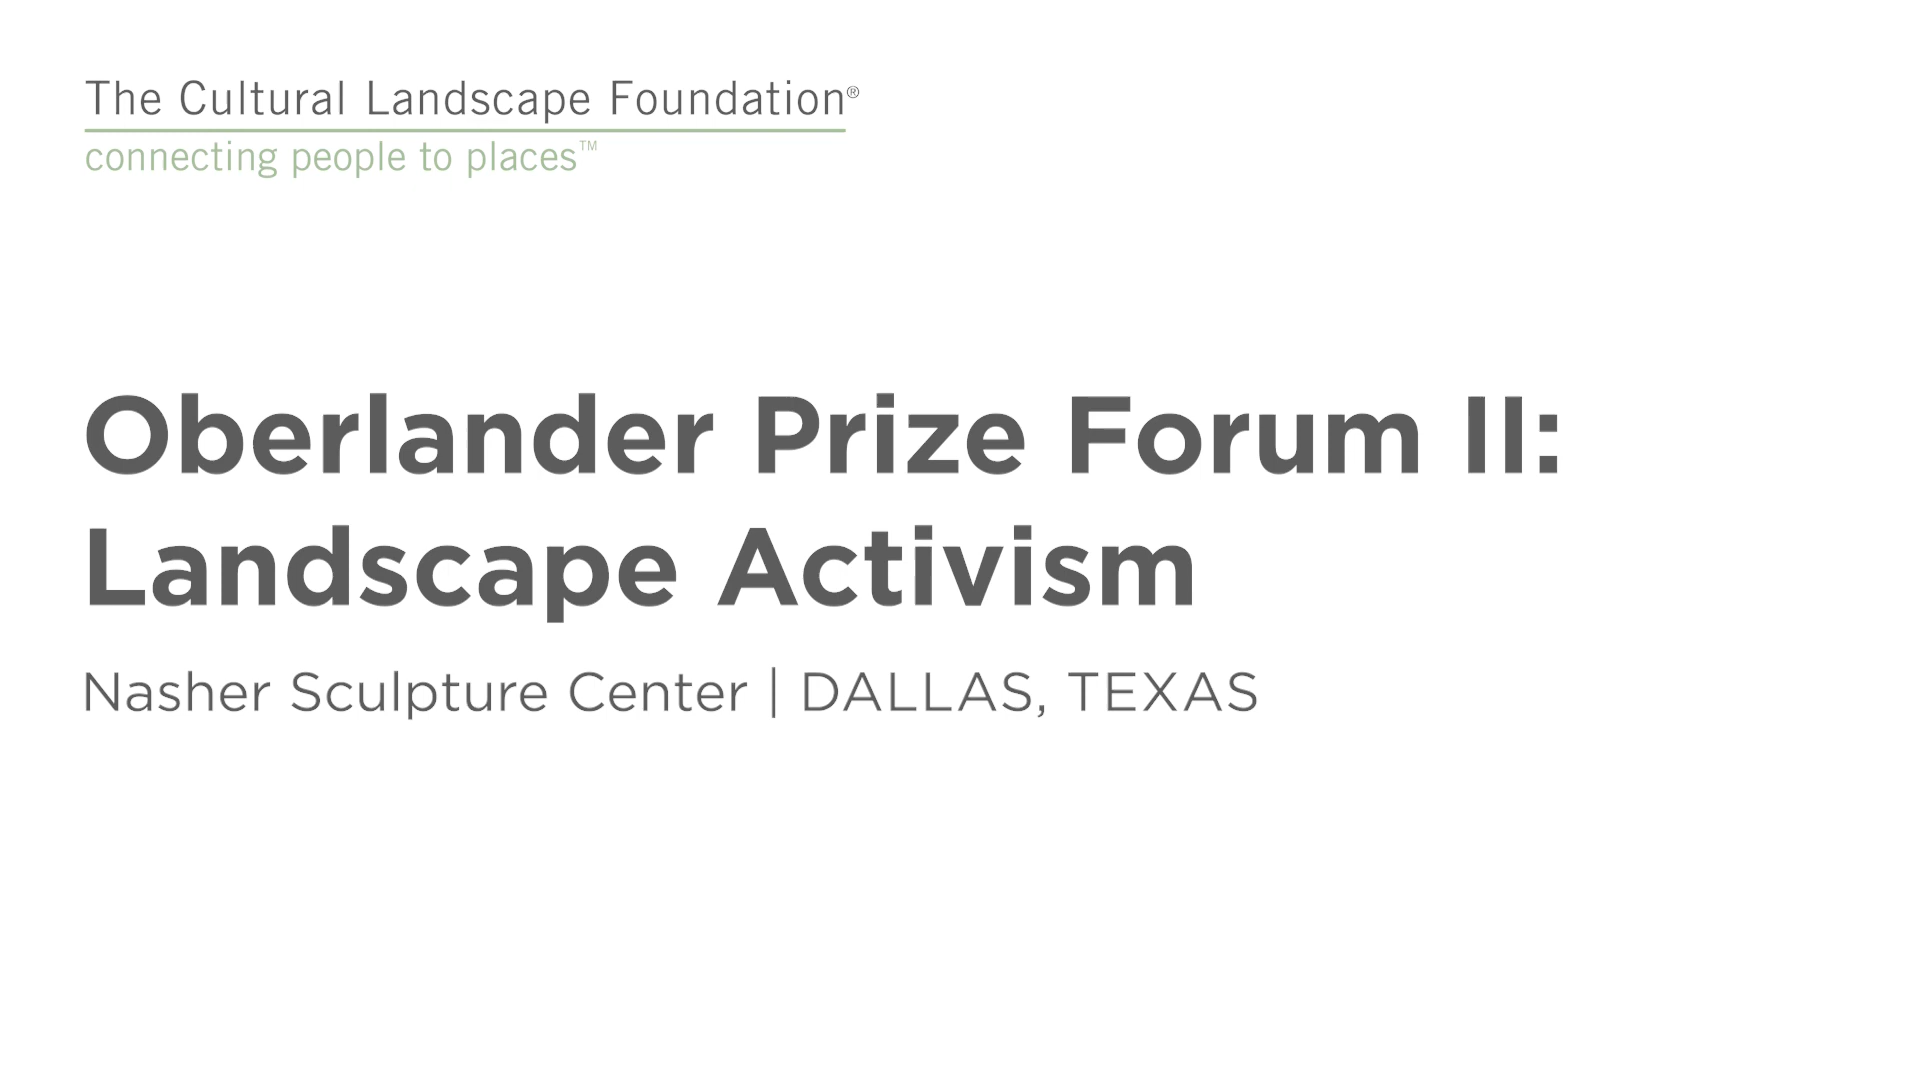 The Cultural Landscape Foundation®
connecting people to places™
Oberlander Prize Forum II:
Landscape Activism
Nasher Sculpture Center | DALLAS, TEXAS